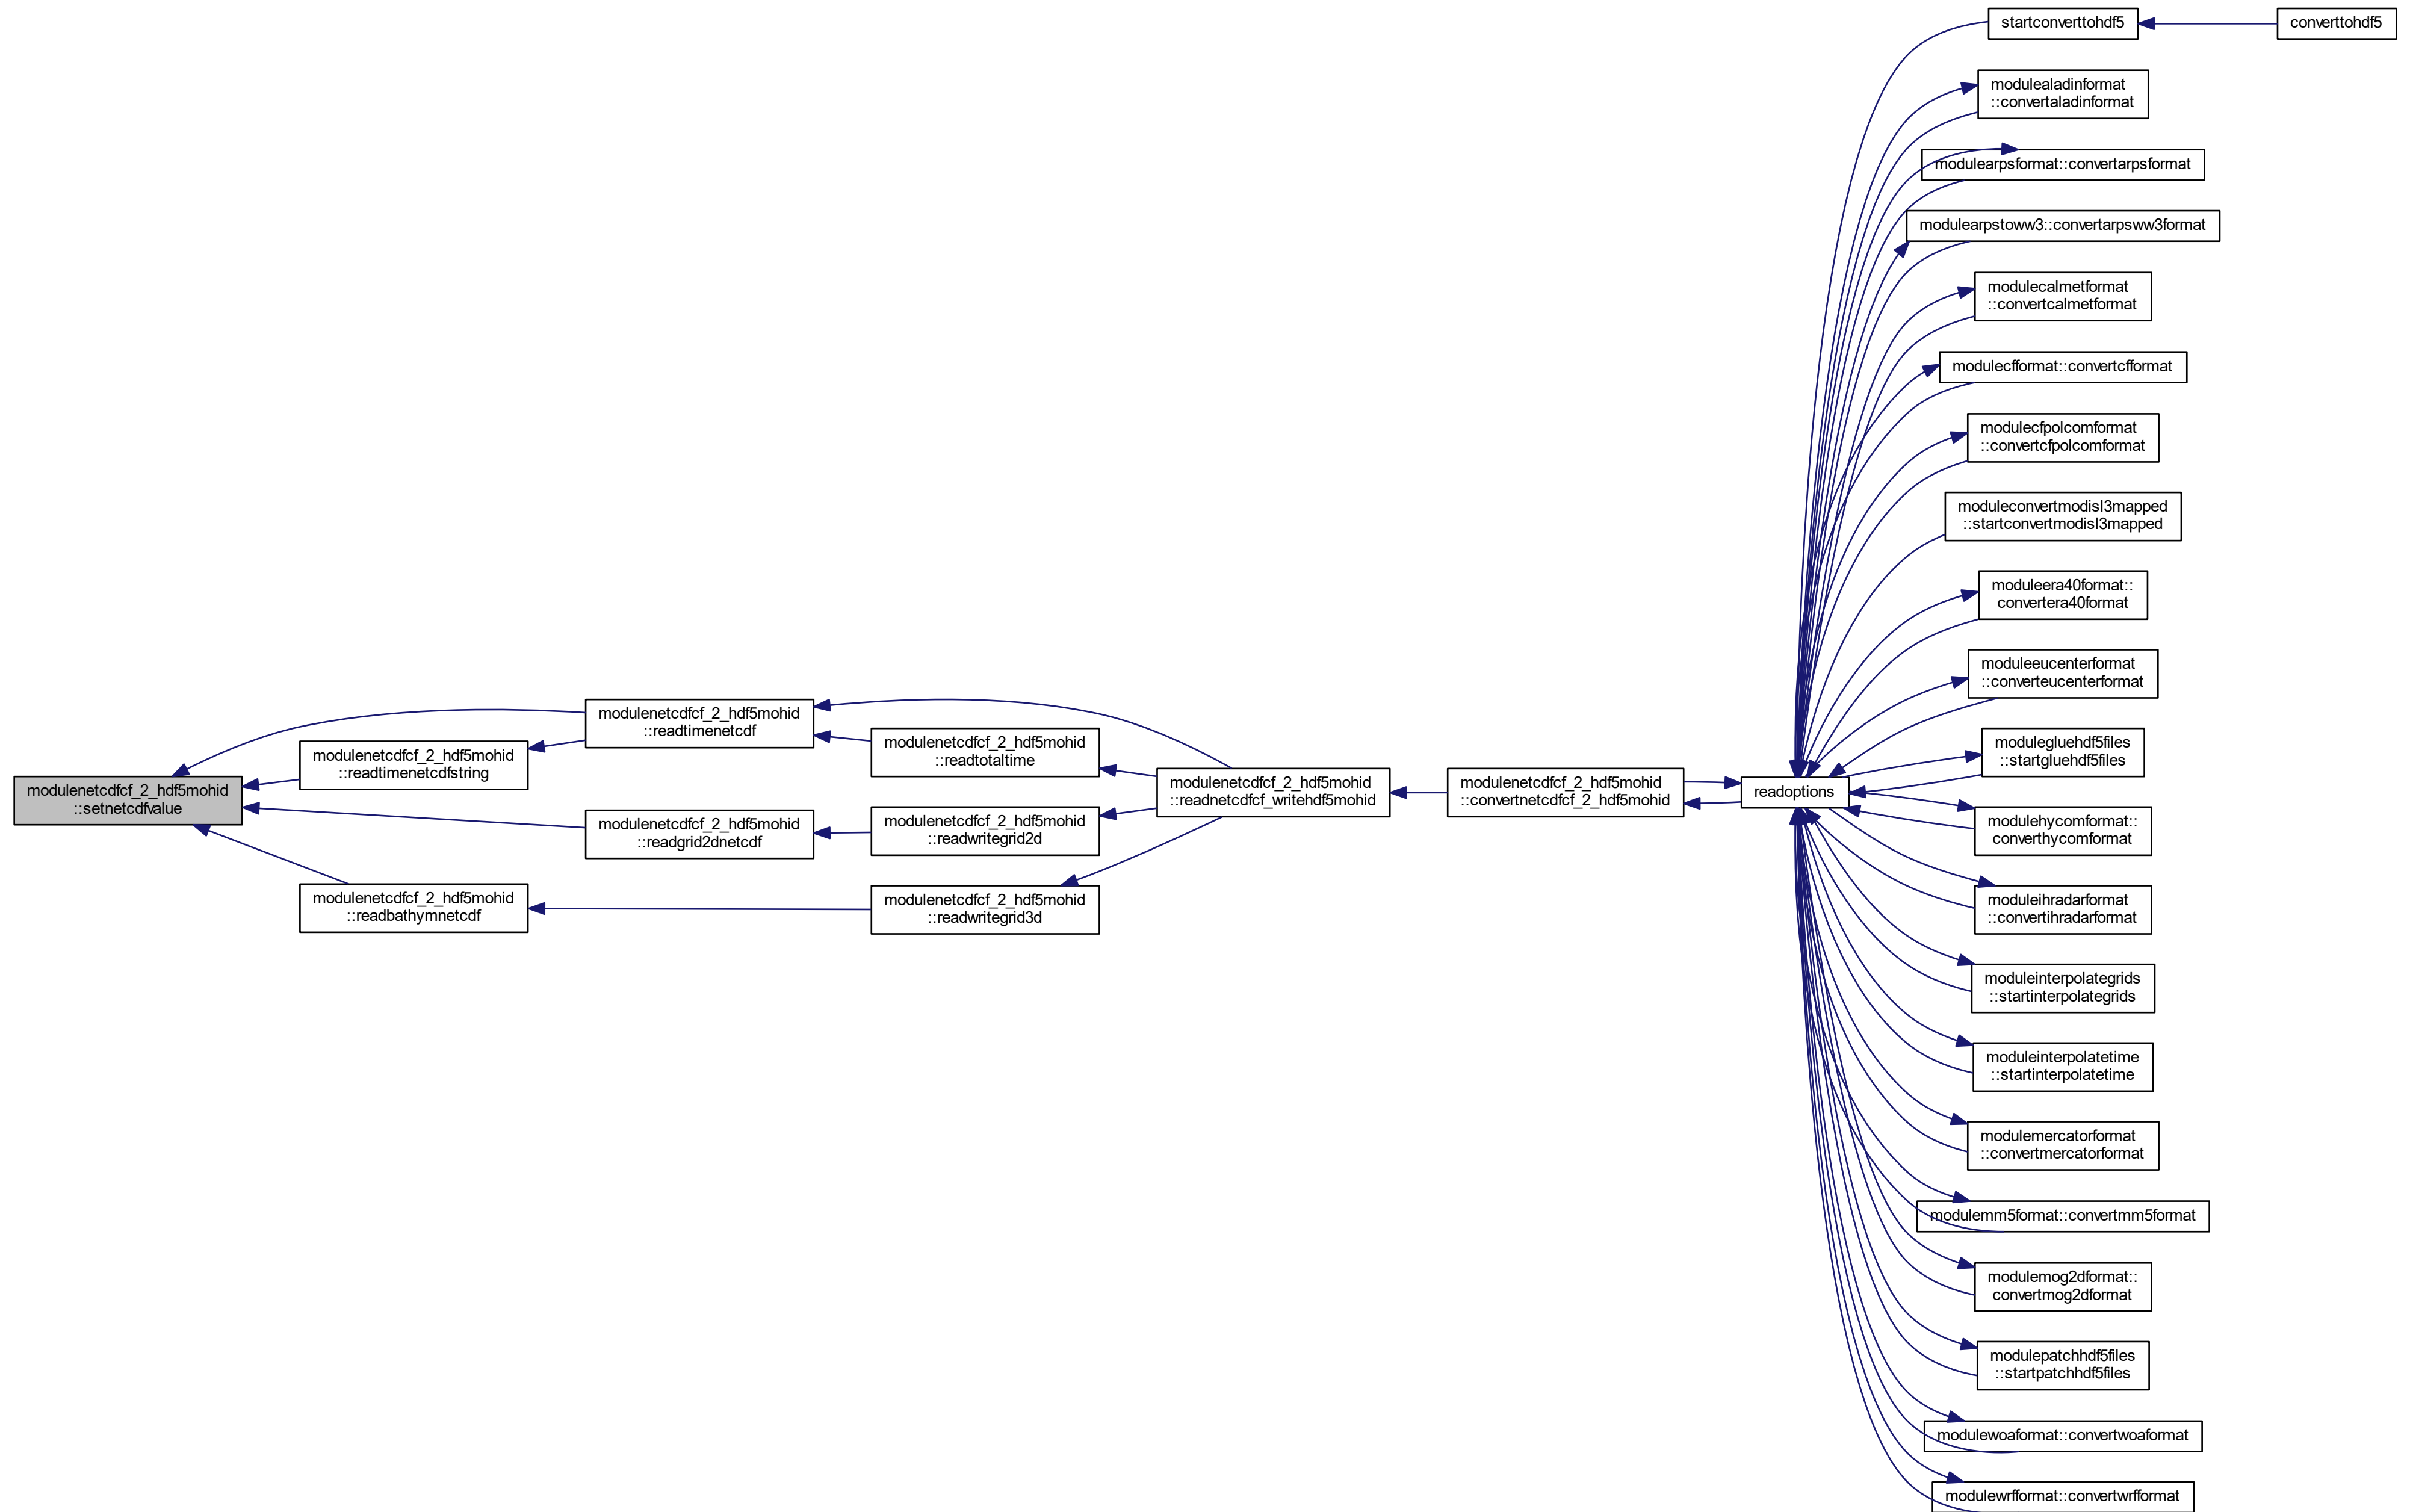 startconverttohdf5
converttohdf5
modulealadinformat
::convertaladinformat
modulearpsformat::convertarpsformat
modulearpstoww3::convertarpsww3format
modulecalmetformat
::convertcalmetformat
modulecfformat::convertcfformat
modulecfpolcomformat
::convertcfpolcomformat
moduleconvertmodisl3mapped
::startconvertmodisl3mapped
moduleera40format::
convertera40format
moduleeucenterformat
::converteucenterformat
modulenetcdfcf_2_hdf5mohid
::setnetcdfvalue
modulenetcdfcf_2_hdf5mohid
::readtimenetcdfstring
modulenetcdfcf_2_hdf5mohid
::readbathymnetcdf
modulenetcdfcf_2_hdf5mohid
::readtimenetcdf
modulenetcdfcf_2_hdf5mohid
::readgrid2dnetcdf
modulenetcdfcf_2_hdf5mohid
::readtotaltime
modulenetcdfcf_2_hdf5mohid
::readwritegrid2d
modulenetcdfcf_2_hdf5mohid
::readwritegrid3d
modulenetcdfcf_2_hdf5mohid
::readnetcdfcf_writehdf5mohid
modulenetcdfcf_2_hdf5mohid
::convertnetcdfcf_2_hdf5mohid
readoptions
modulegluehdf5files
::startgluehdf5files
modulehycomformat::
converthycomformat
moduleihradarformat
::convertihradarformat
moduleinterpolategrids
::startinterpolategrids
moduleinterpolatetime
::startinterpolatetime
modulemercatorformat
::convertmercatorformat
modulemm5format::convertmm5format
modulemog2dformat::
convertmog2dformat
modulepatchhdf5files
::startpatchhdf5files
modulewoaformat::convertwoaformat
modulewrfformat::convertwrfformat